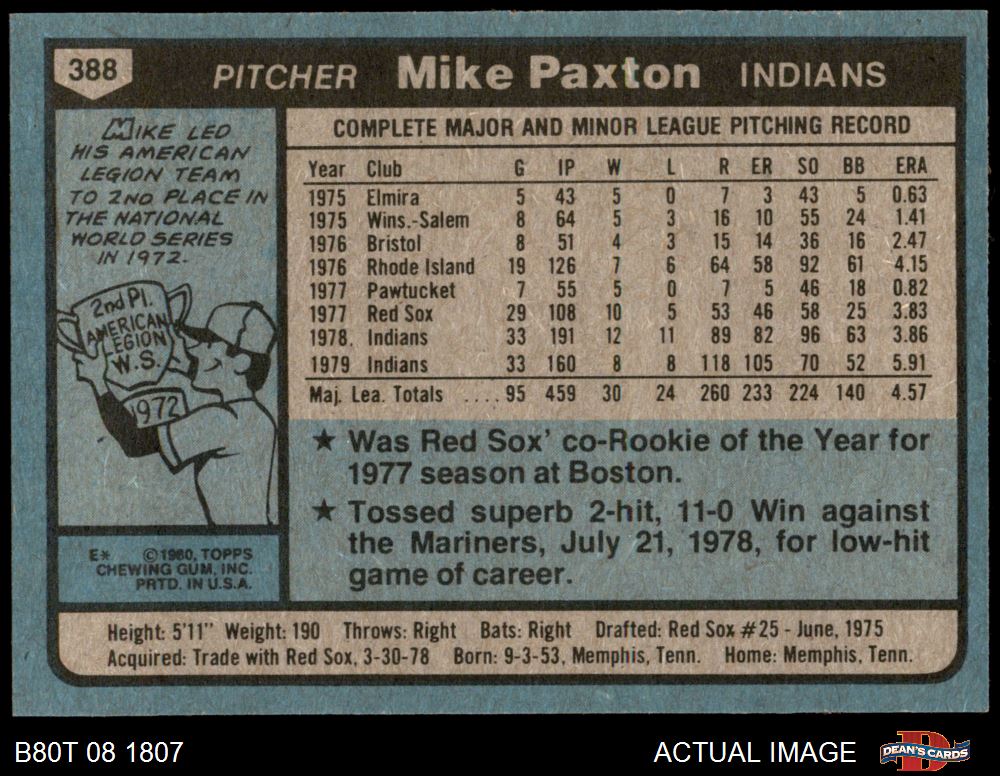 388 PITCHER Mike Paxton INDIANS
MIKE LED
HIS AMERICAN
LEGION TEAM
TO 2ND PLACE IN
THE NATIONAL
WORLD SERIES
IN 1972.
2nd Pl.
AMERICAN
LEGION
W.S.
1972
E* ©1980, TOPPS
CHEWING GUM, INC.
PRTD. IN U.S.A.
COMPLETE MAJOR AND MINOR LEAGUE PITCHING RECORD
Year Club G IP W L R ER SO BB ERA
1975 Elmira 5 43 5 0 7 3 43 5 0.63
1975 Wins.-Salem 8 64 5 3 16 10 55 24 1.41
1976 Bristol 8 51 4 3 15 14 36 16 2.47
1976 Rhode Island 19 126 7 6 64 58 92 61 4.15
1977 Pawtucket 7 55 5 0 7 5 46 18 0.82
1977 Red Sox 29 108 10 5 53 46 58 25 3.83
1978. Indians 33 191 12 11 89 82 96 63 3.86
1979 Indians 33 160 8 8 118 105 70 52 5.91
Maj. Lea. Totals ....95 459 30 24 260 233 224 140 4.57
★ Was Red Sox' co-Rookie of the Year for
1977 season at Boston.
★ Tossed superb 2-hit, 11-0 Win against
the Mariners, July 21, 1978, for low-hit
game of career.
Height: 5'11" Weight: 190 Throws: Right Bats: Right Drafted: Red Sox #25 - June, 1975
Acquired: Trade with Red Sox, 3-30-78 Born: 9-3-53, Memphis, Tenn. Home: Memphis, Tenn.
B80T 08 1807 ACTUAL IMAGE D DEAN'S CARDS